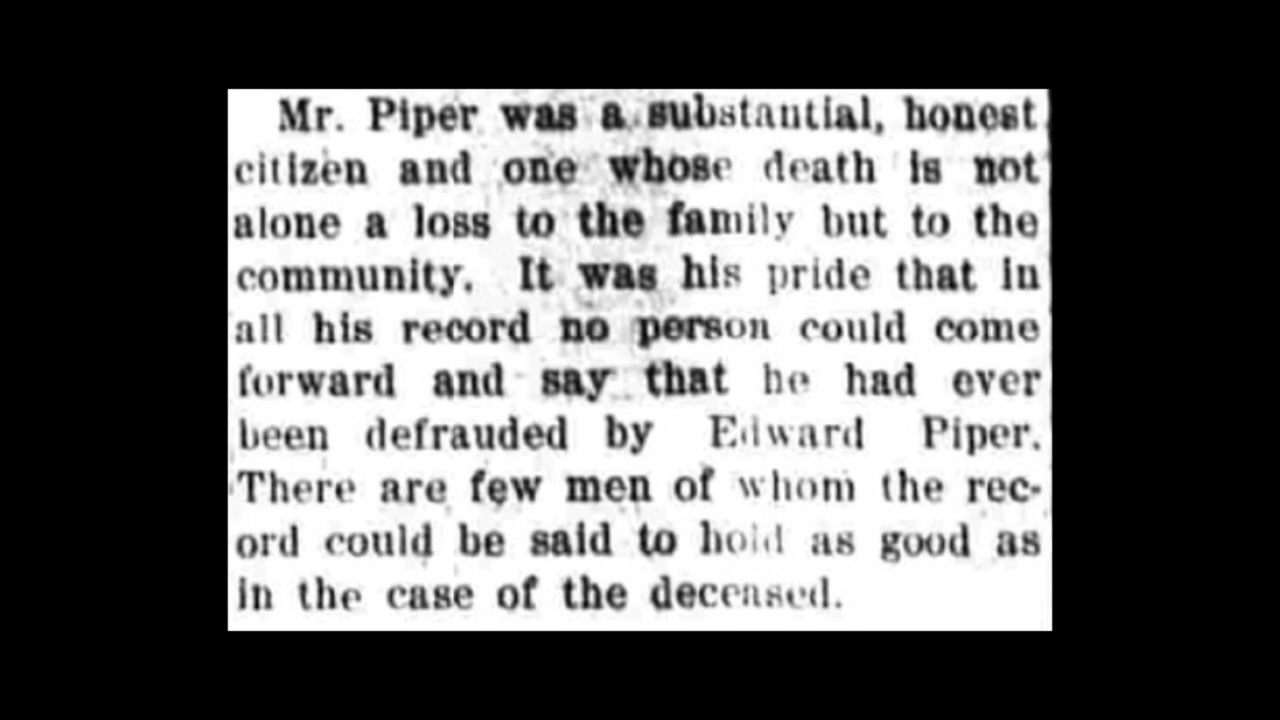 Mr. Piper was a substantial, honest
citizen and one whose death is not
alone a loss to the family but to the
community. It was his pride that in
all his record no person could come
forward and say that he had ever
been defrauded by Edward Piper.
There are few men of whom the rec-
ord could be said to hold as good as
in the case of the deceased.